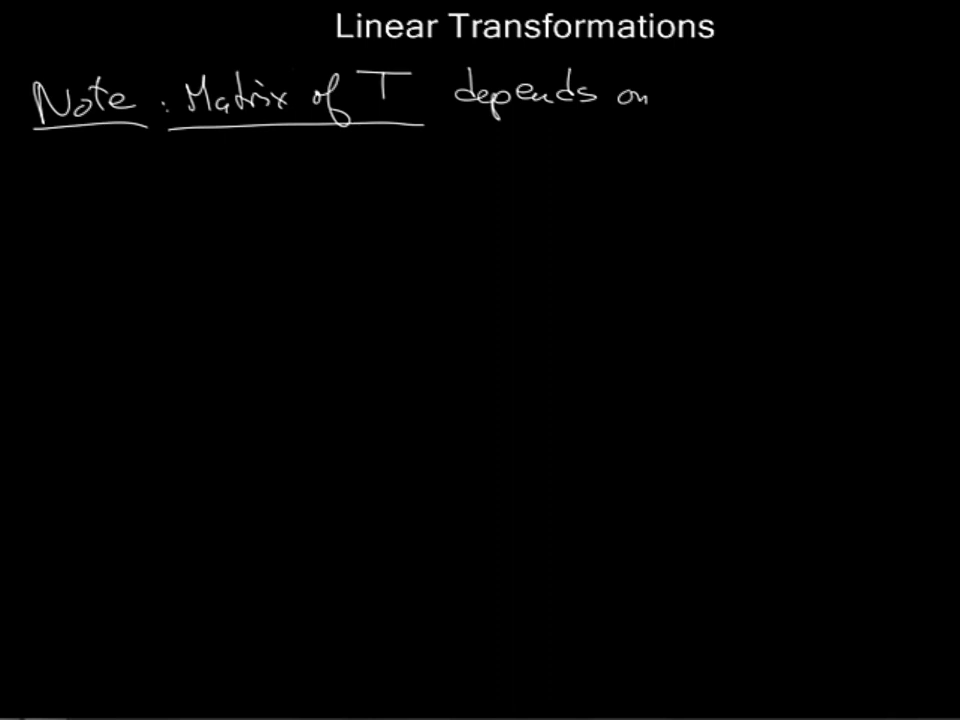 Linear Transformations
Note : Matrix of T depends on